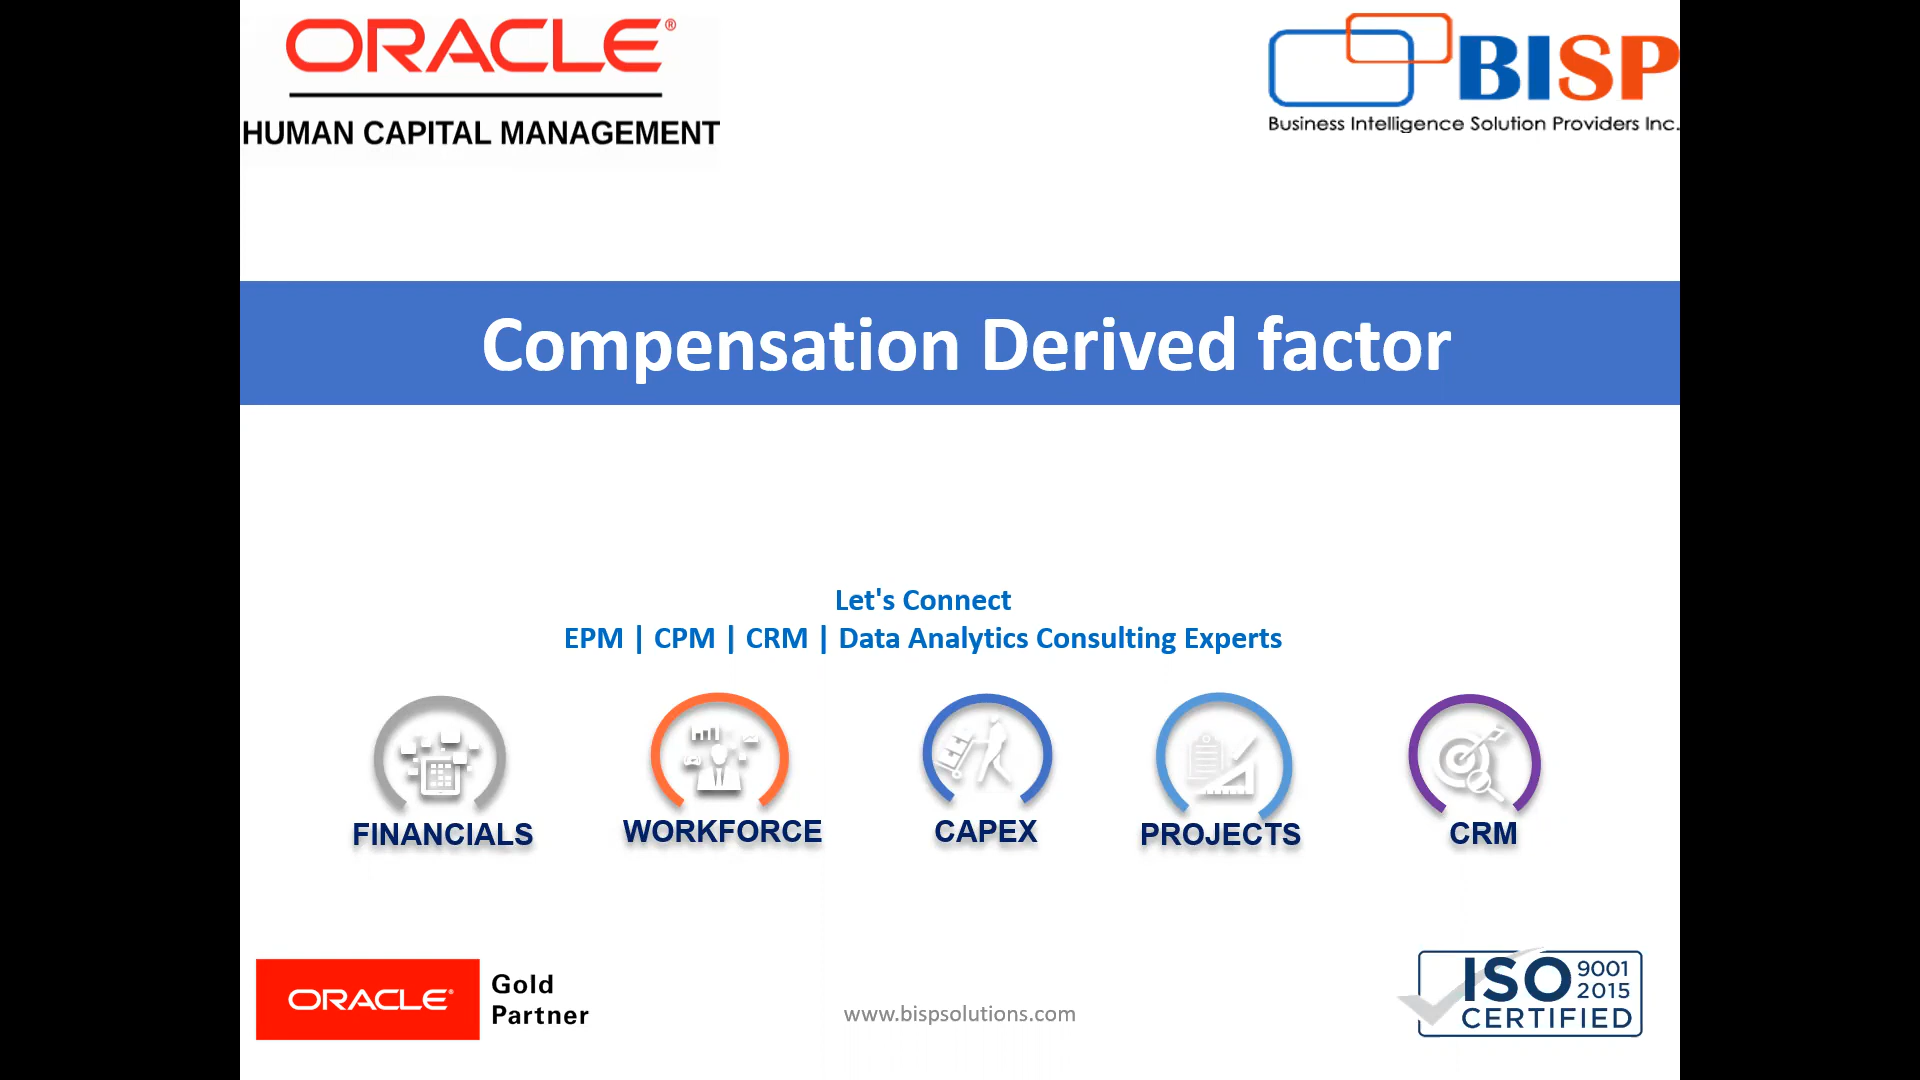 ORACLE®
HUMAN CAPITAL MANAGEMENT
BISP
Business Intelligence Solution Providers Inc.
Compensation Derived factor
Let's Connect
EPM | CPM | CRM | Data Analytics Consulting Experts
FINANCIALS
WORKFORCE
CAPEX
PROJECTS
CRM
ORACLE®
Gold
Partner
www.bispsolutions.com
ISO
9001
2015
CERTIFIED